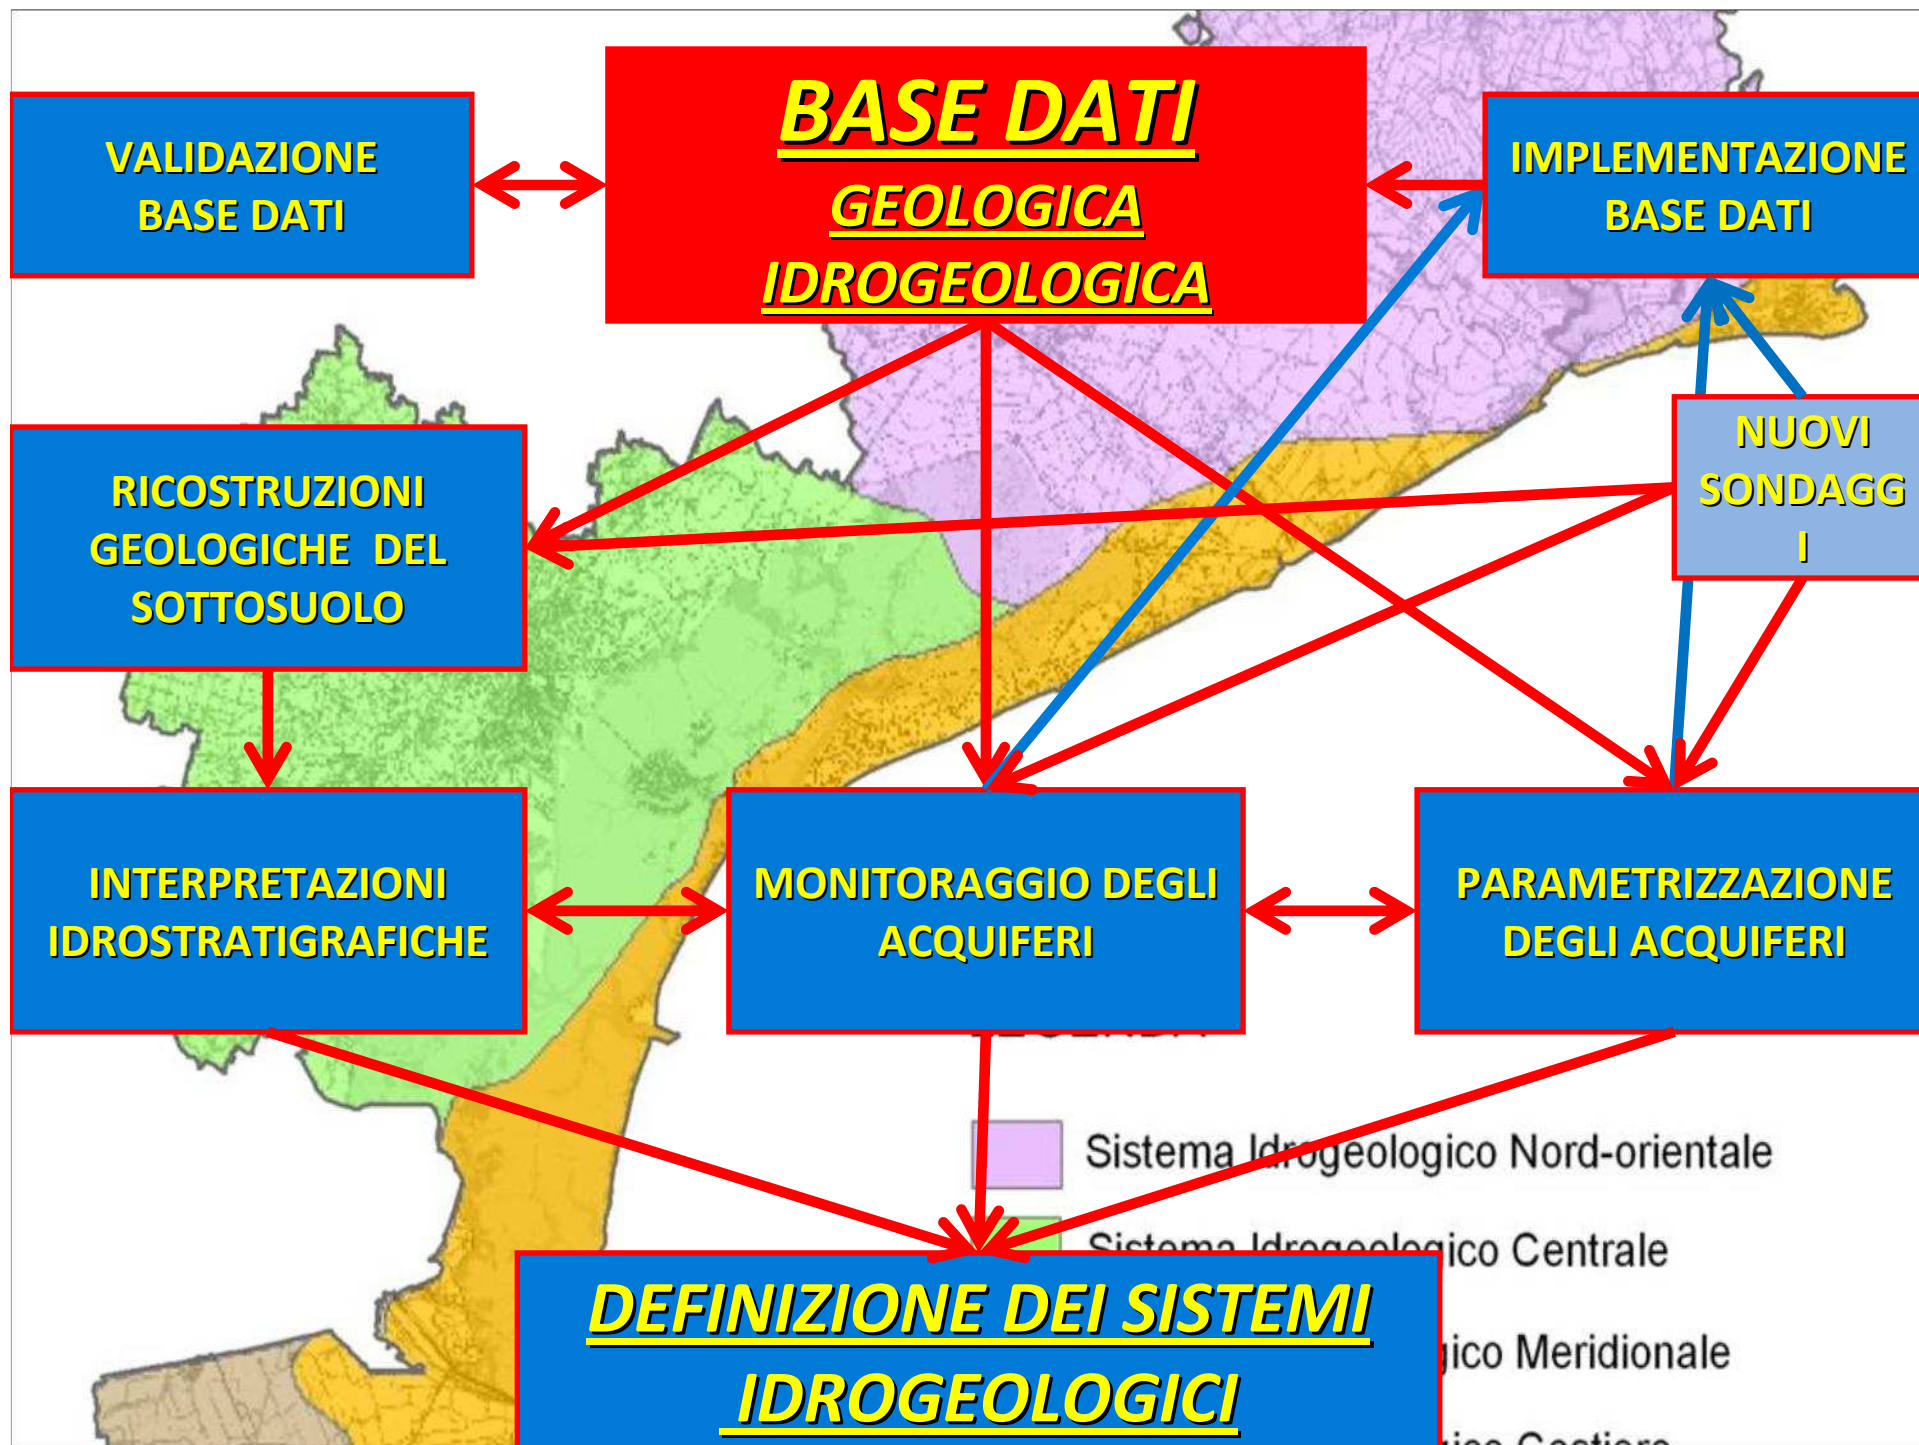 BASE DATI
GEOLOGICA
IDROGEOLOGICA
VALIDAZIONE
BASE DATI
IMPLEMENTAZIONE
BASE DATI
NUOVI
SONDAGG
I
RICOSTRUZIONI
GEOLOGICHE DEL
SOTTOSUOLO
INTERPRETAZIONI
IDROSTRATIGRAFICHE
MONITORAGGIO DEGLI
ACQUIFERI
PARAMETRIZZAZIONE
DEGLI ACQUIFERI
Sistema Idrogeologico Nord-orientale
Sistema Idrogeologico Centrale
Meridionale
DEFINIZIONE DEI SISTEMI
IDROGEOLOGICI